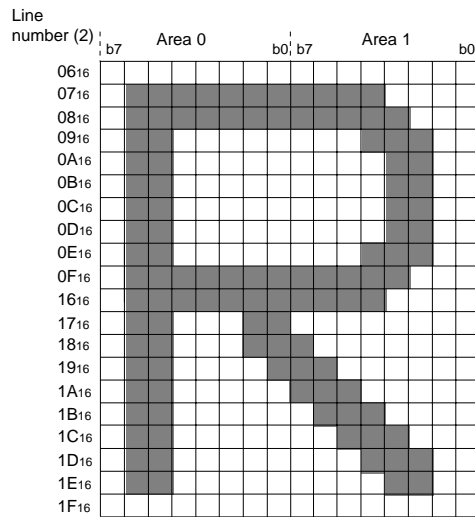 Line
number (2)
b7 Area 0 b0 b7 Area 1 b0
06₁₆
07₁₆
08₁₆
09₁₆
0A₁₆
0B₁₆
0C₁₆
0D₁₆
0E₁₆
0F₁₆
16₁₆
17₁₆
18₁₆
19₁₆
1A₁₆
1B₁₆
1C₁₆
1D₁₆
1E₁₆
1F₁₆